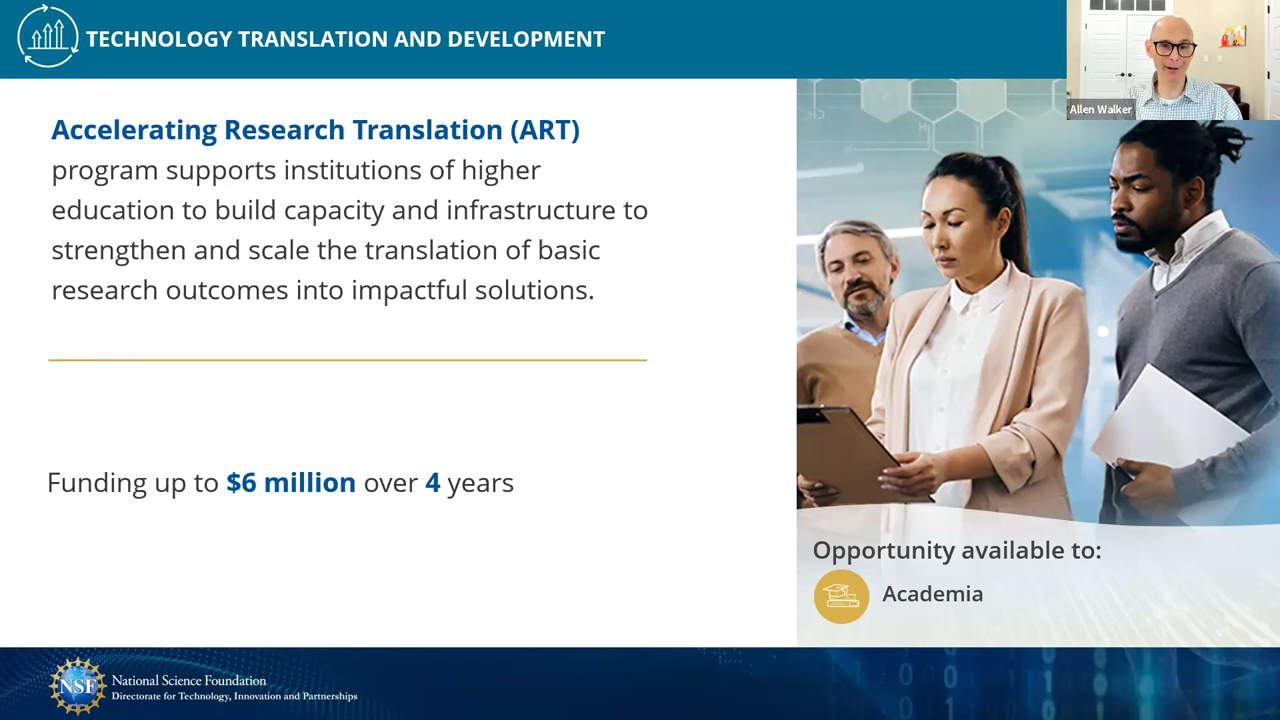 TECHNOLOGY TRANSLATION AND DEVELOPMENT
Allen Walker
Accelerating Research Translation (ART)
program supports institutions of higher
education to build capacity and infrastructure to
strengthen and scale the translation of basic
research outcomes into impactful solutions.
Funding up to $6 million over 4 years
Opportunity available to:
Academia
NSF
National Science Foundation
Directorate for Technology, Innovation and Partnerships